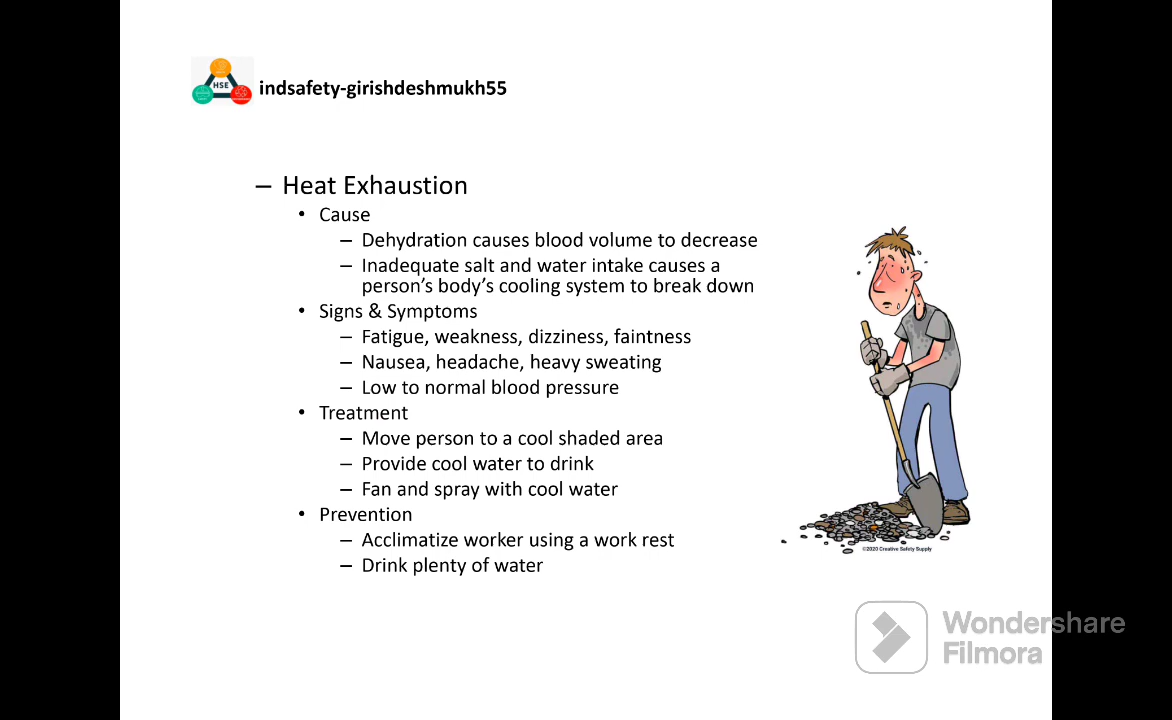 HSE
indsafety-girishdeshmukh55
– Heat Exhaustion
• Cause
– Dehydration causes blood volume to decrease
– Inadequate salt and water intake causes a
person’s body’s cooling system to break down
• Signs & Symptoms
– Fatigue, weakness, dizziness, faintness
– Nausea, headache, heavy sweating
– Low to normal blood pressure
• Treatment
– Move person to a cool shaded area
– Provide cool water to drink
– Fan and spray with cool water
• Prevention
– Acclimatize worker using a work rest
– Drink plenty of water
©2020 Creative Safety Supply
Wondershare
Filmora